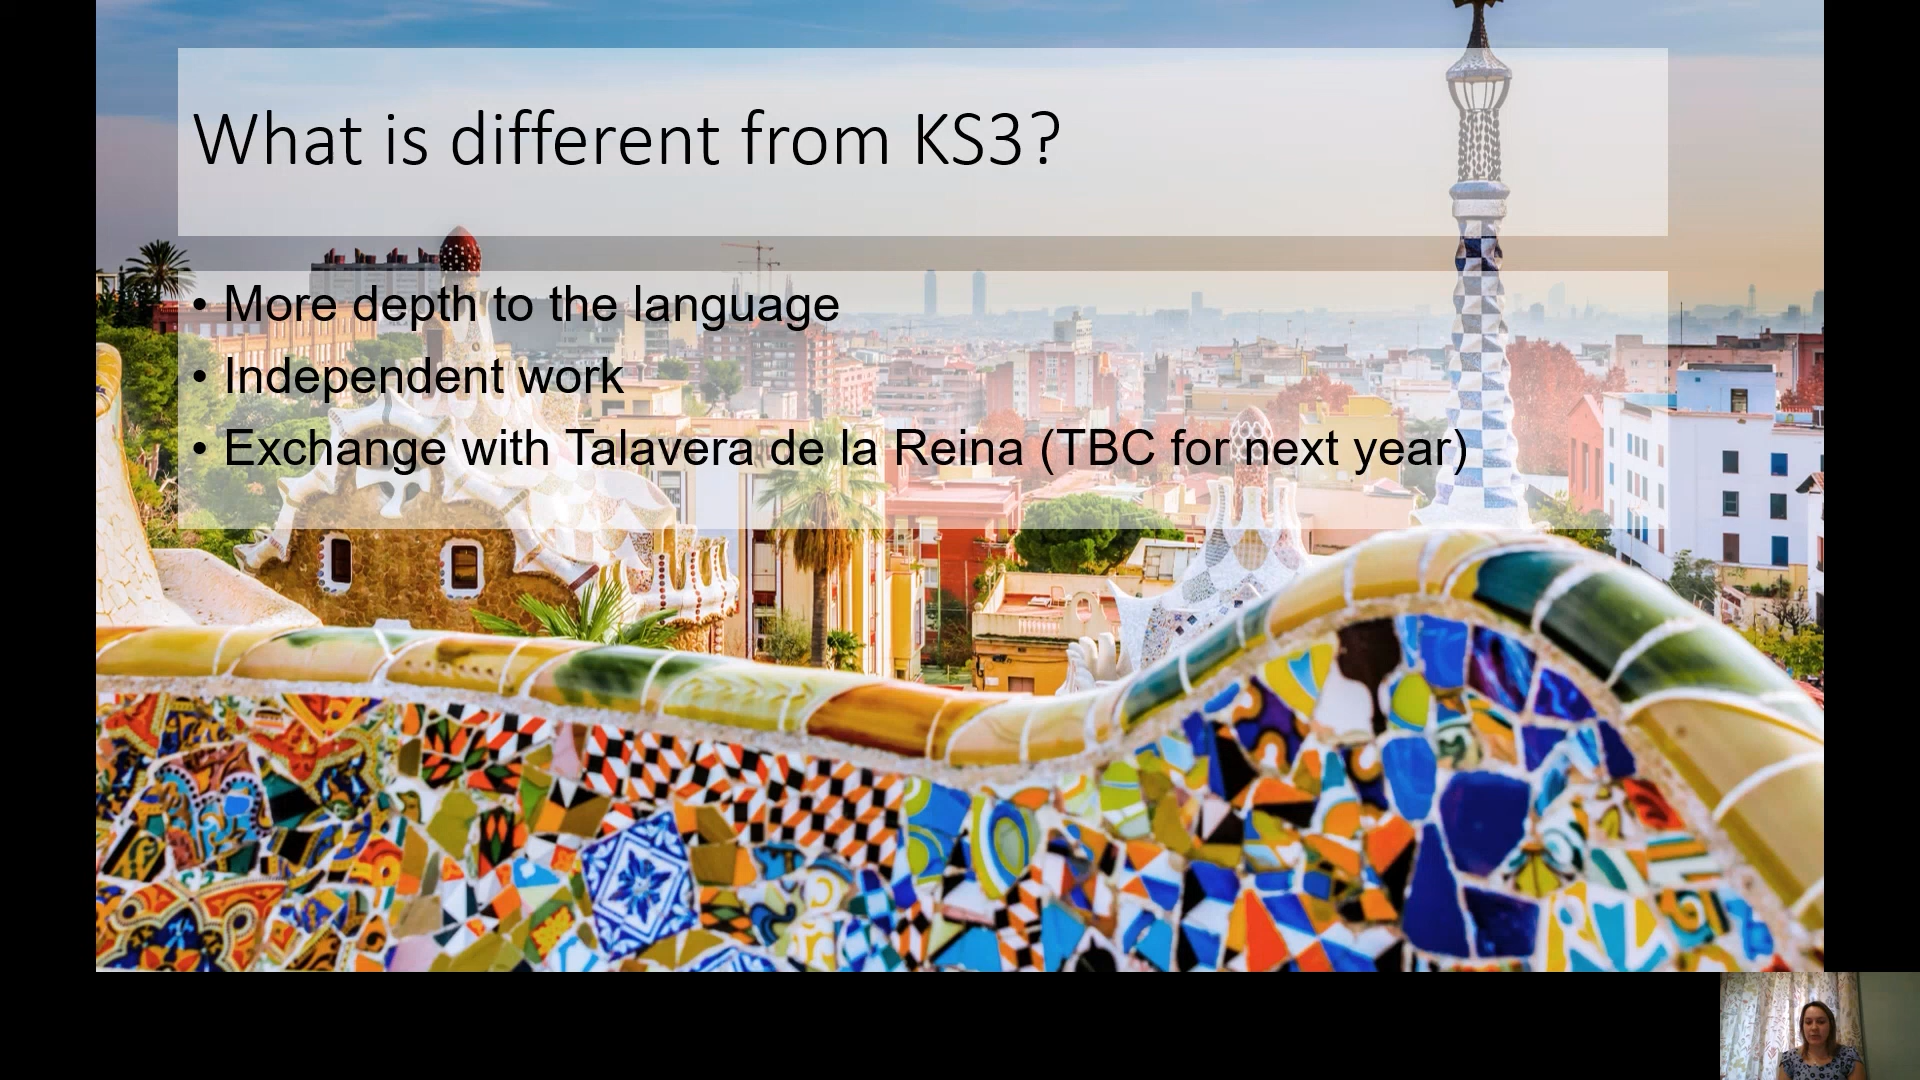 What is different from KS3?
• More depth to the language
• Independent work
• Exchange with Talavera de la Reina (TBC for next year)